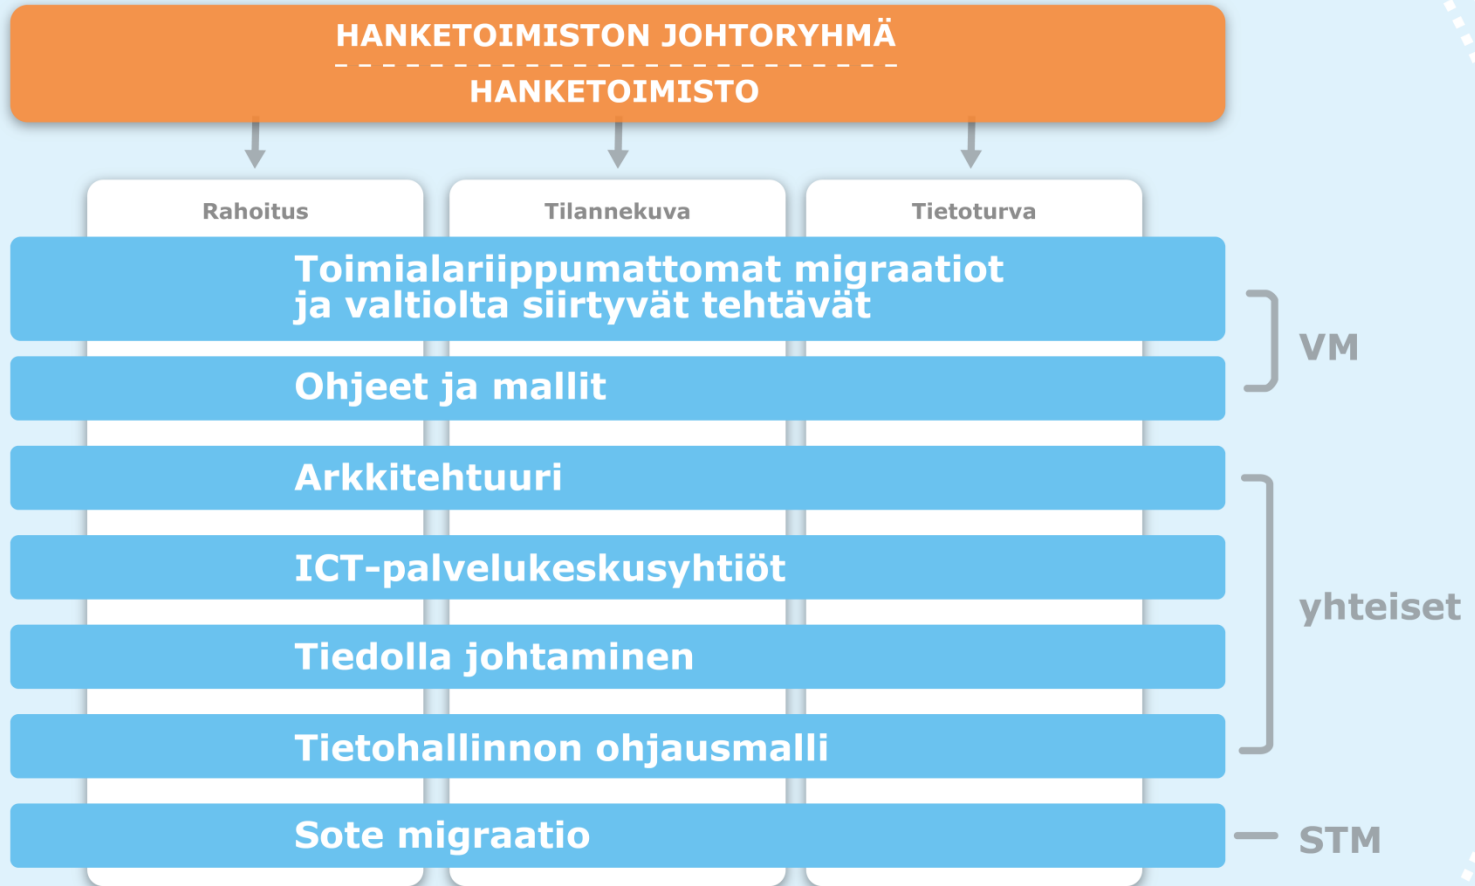 HANKETOIMISTON JOHTORYHMÄ
HANKETOIMISTO
Rahoitus
Tilannekuva
Tietoturva
Toimialariippumattomat migraatiot
ja valtiolta siirtyvät tehtävät
VM
Ohjeet ja mallit
Arkkitehtuuri
ICT-palvelukeskusyhtiöt
yhteiset
Tiedolla johtaminen
Tietohallinnon ohjausmalli
Sote migraatio
STM